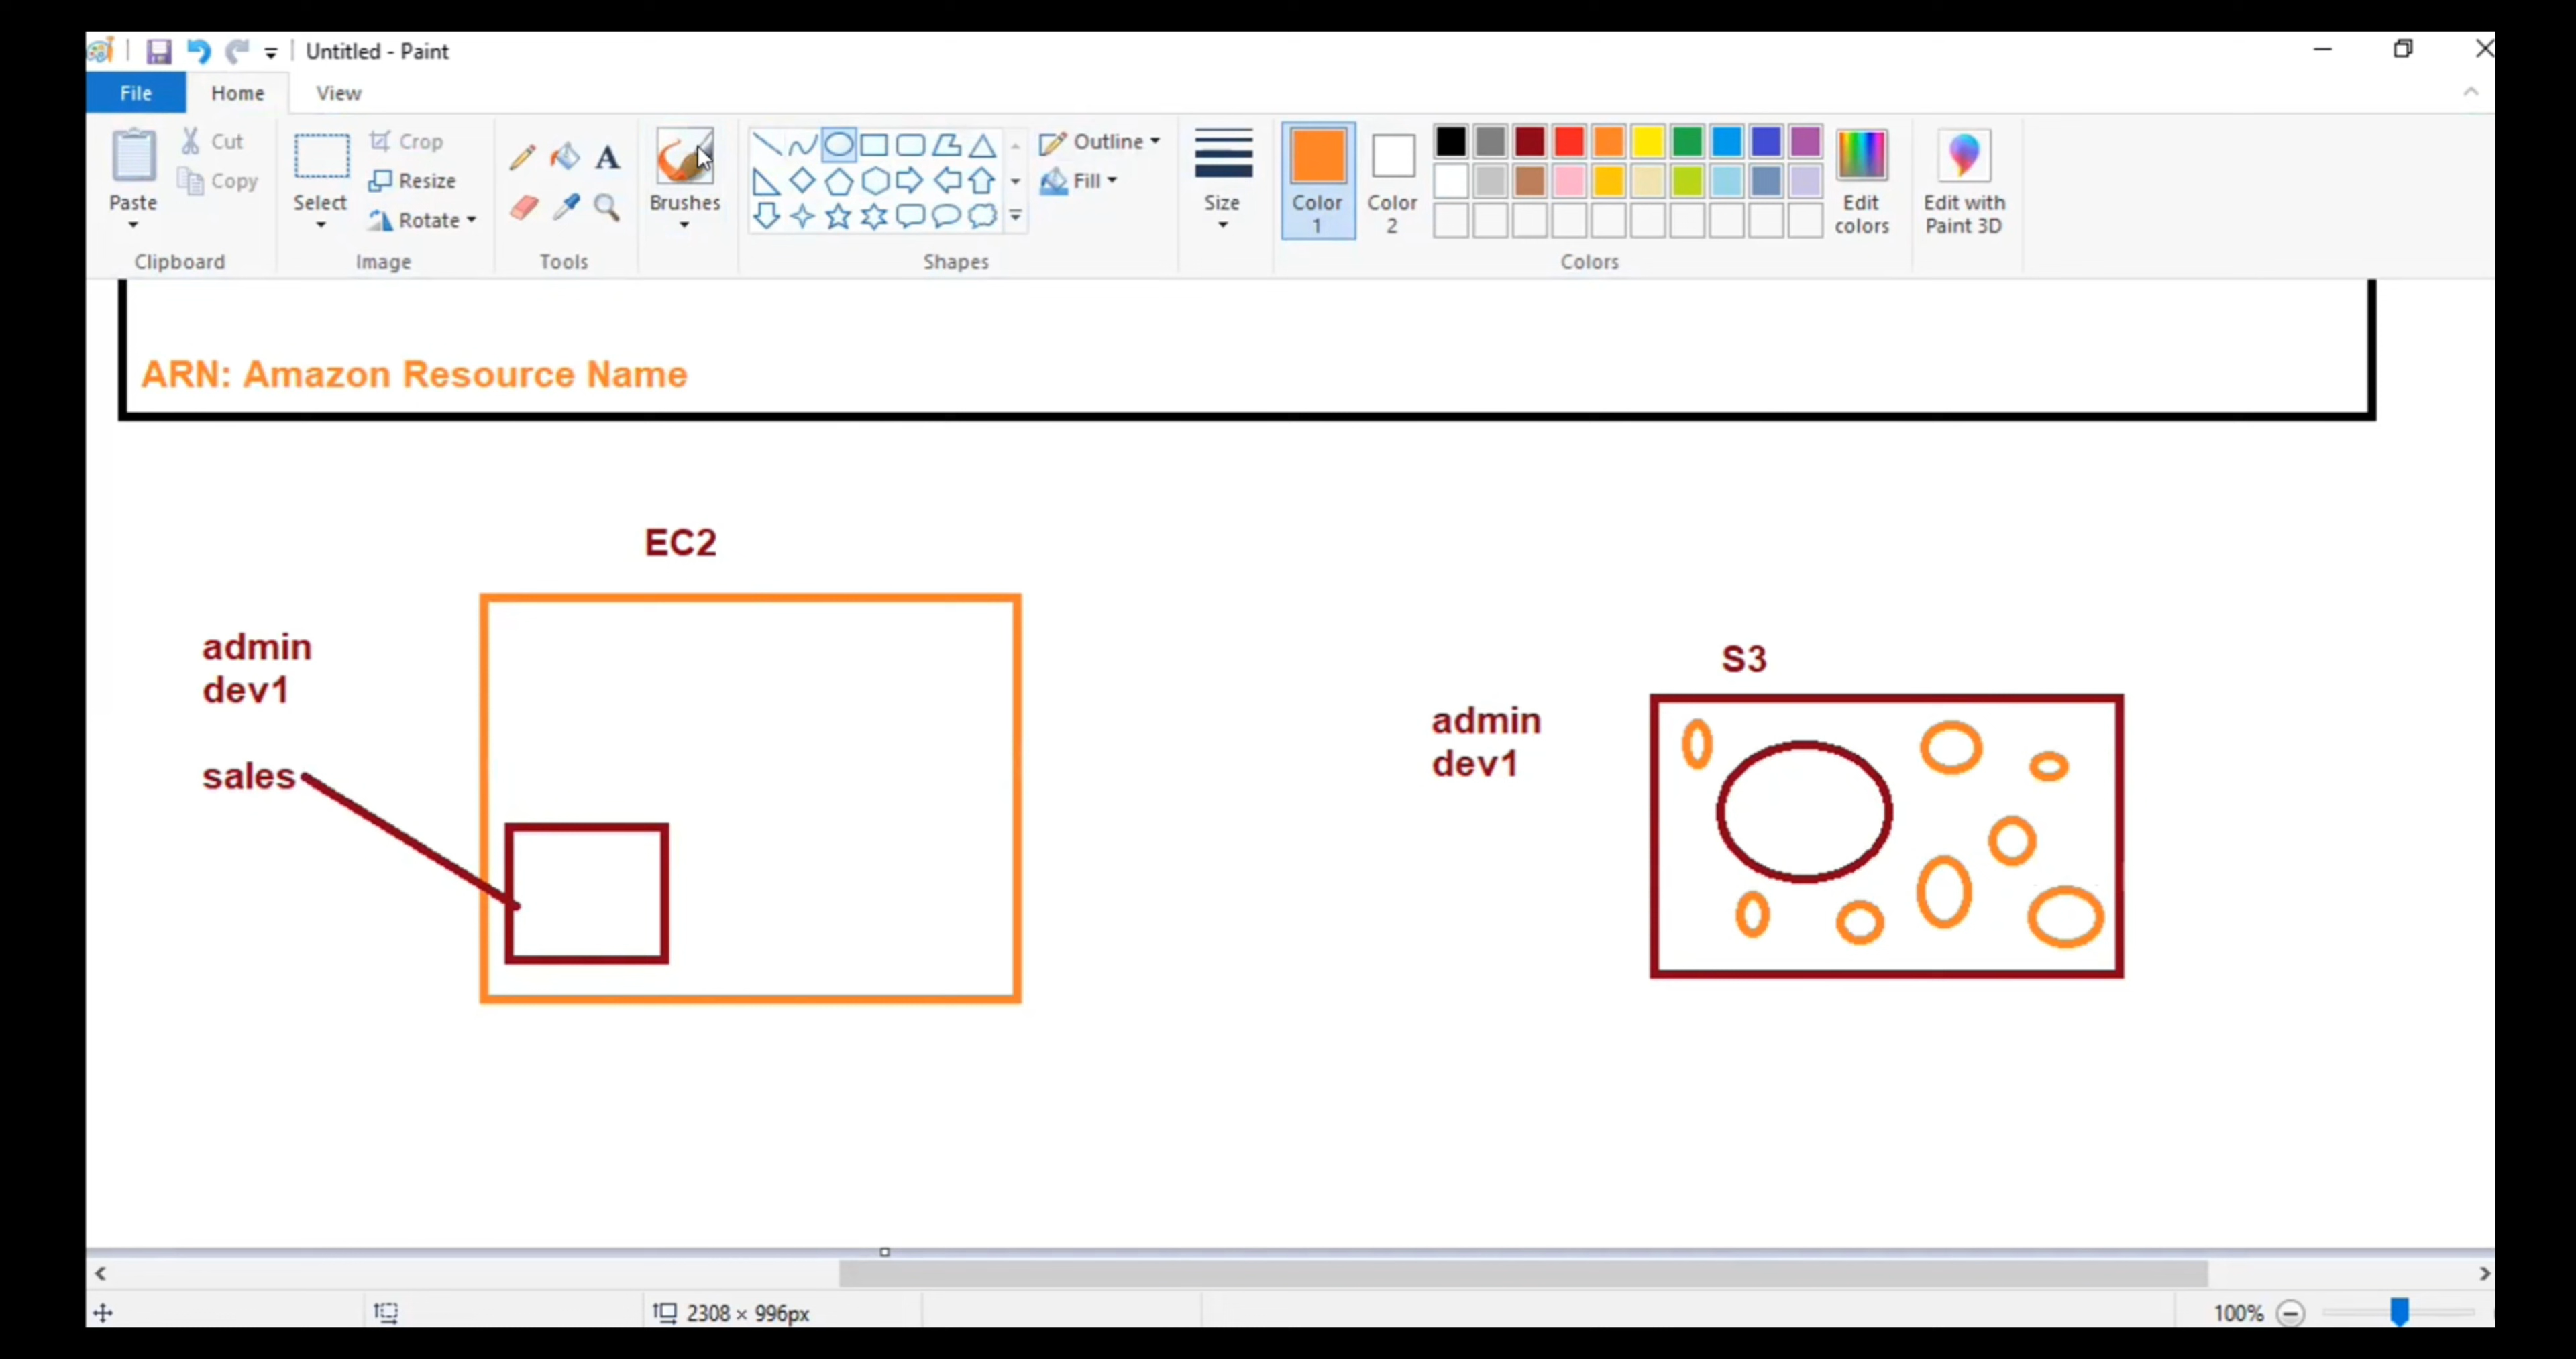 Untitled - Paint
File Home View
Paste
Cut
Copy
Clipboard
Select
Crop
Resize
Rotate
Image
A
Tools
Brushes
Shapes
Outline
Fill
Size
Color 1
Color 2
Colors
Edit colors
Edit with Paint 3D
ARN: Amazon Resource Name
EC2
admin
dev1
sales
S3
admin
dev1
2308 × 996px
100%